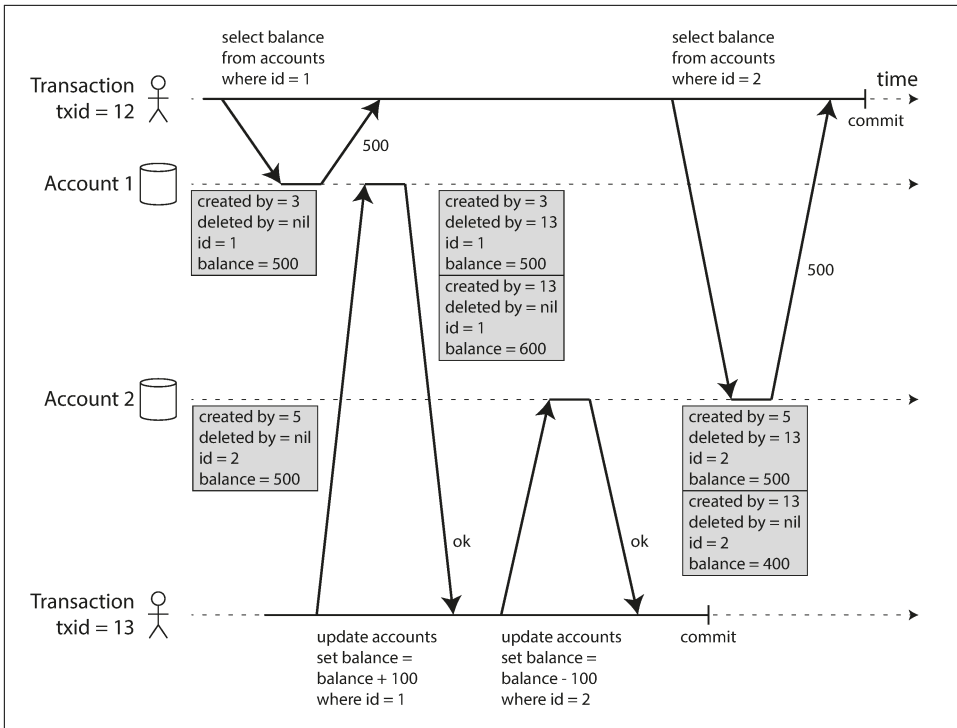 select balance
from accounts
where id = 1
select balance
from accounts
where id = 2
time
Transaction
txid = 12
commit
500
Account 1
created by = 3
deleted by = nil
id = 1
balance = 500
created by = 3
deleted by = 13
id = 1
balance = 500
created by = 13
deleted by = nil
id = 1
balance = 600
500
Account 2
created by = 5
deleted by = nil
id = 2
balance = 500
created by = 5
deleted by = 13
id = 2
balance = 500
created by = 13
deleted by = nil
id = 2
balance = 400
ok
ok
Transaction
txid = 13
commit
update accounts
set balance =
balance + 100
where id = 1
update accounts
set balance =
balance - 100
where id = 2